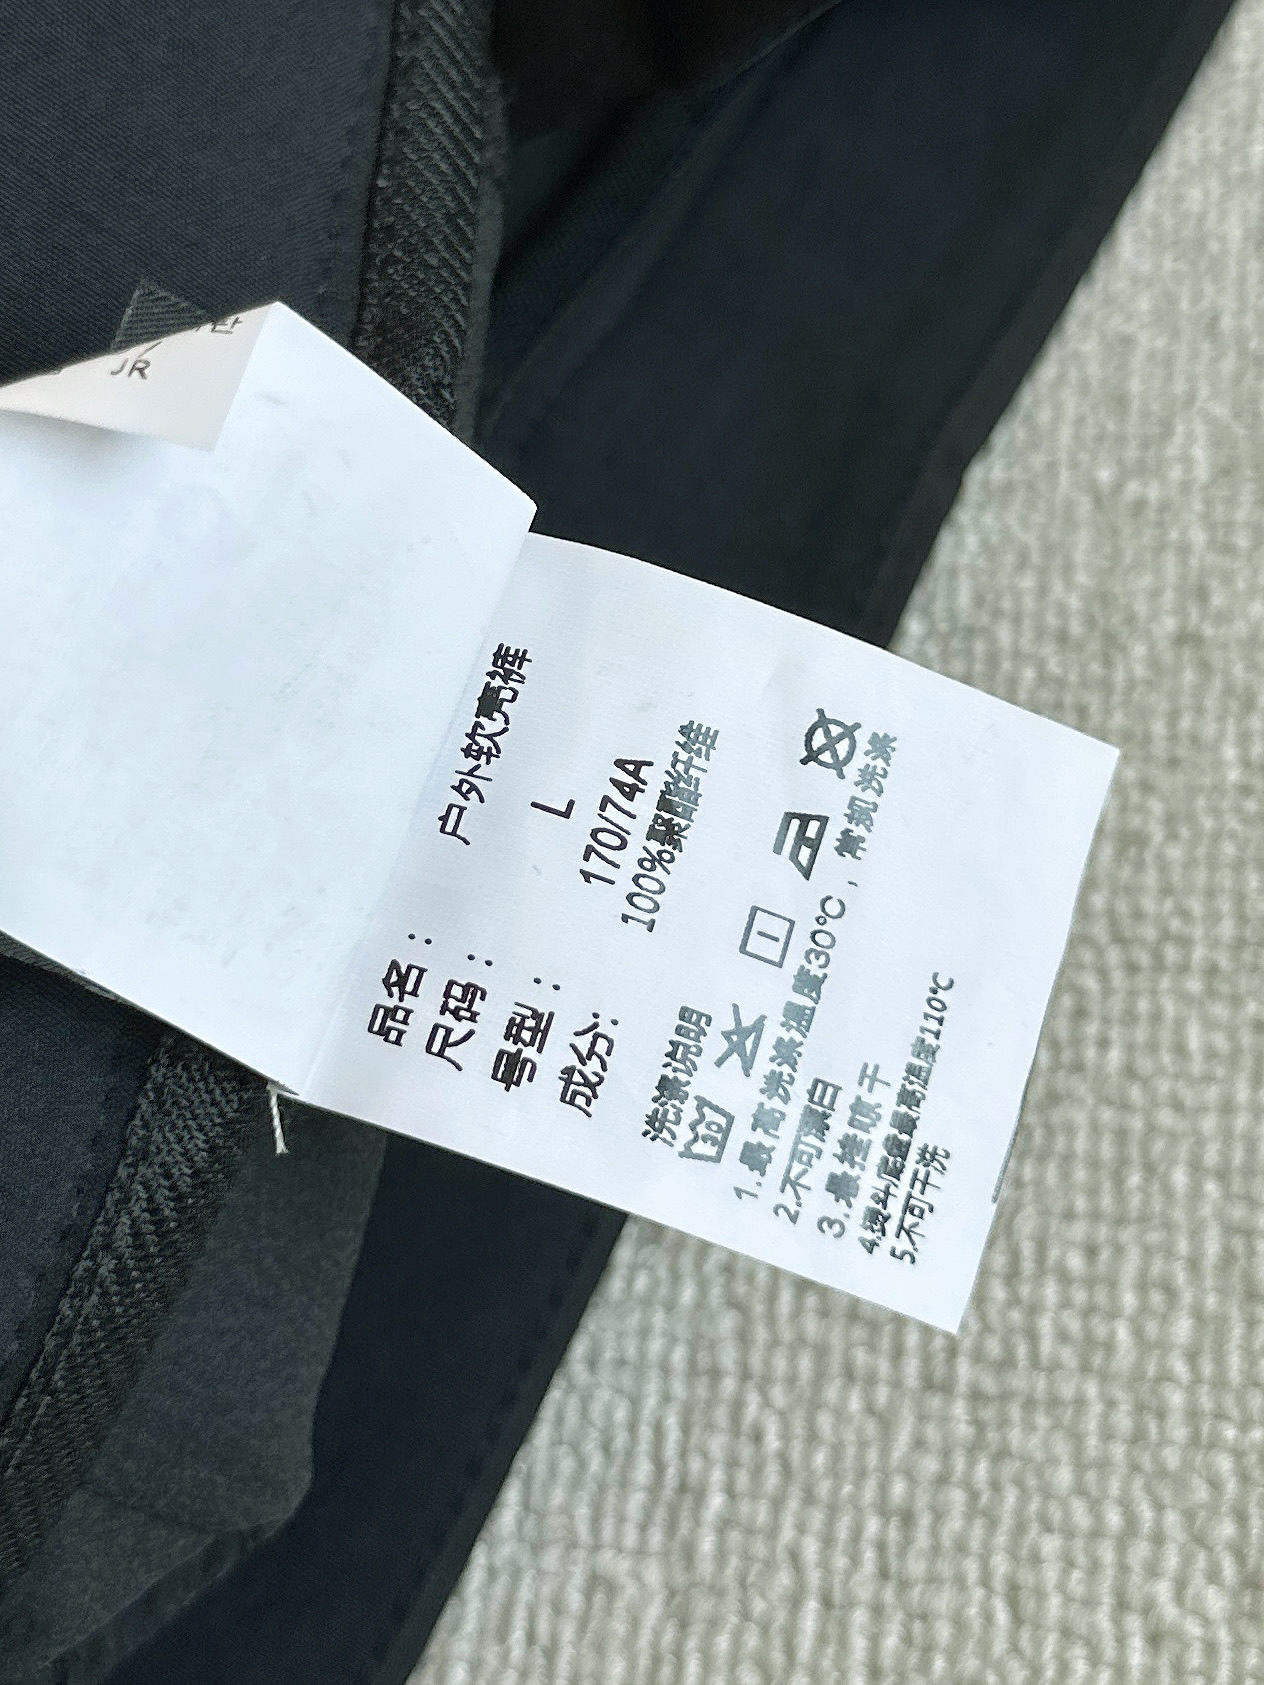 JR
品名： 户外软壳裤
尺码： L
号型： 170/74A
成分： 100%聚酯纤维
洗涤说明
30
1.最高洗涤温度30℃，常规洗涤
2.不可漂白
3.悬挂晾干
4.熨斗底盘最高温度110℃
5.不可干洗